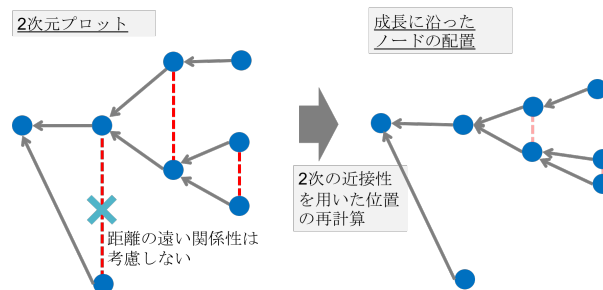 2次元プロット
成長に沿った
ノードの配置
2次の近接性
を用いた位置
の再計算
距離の遠い関係性は
考慮しない